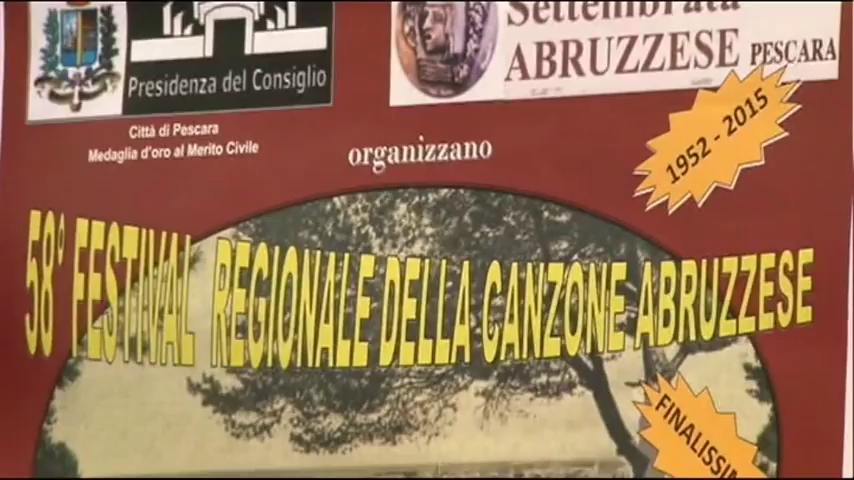 Settembrata
ABRUZZESE PESCARA
Presidenza del Consiglio
Città di Pescara
Medaglia d'oro al Merito Civile
organizzano
1952 - 2015
58° FESTIVAL REGIONALE DELLA CANZONE ABRUZZESE